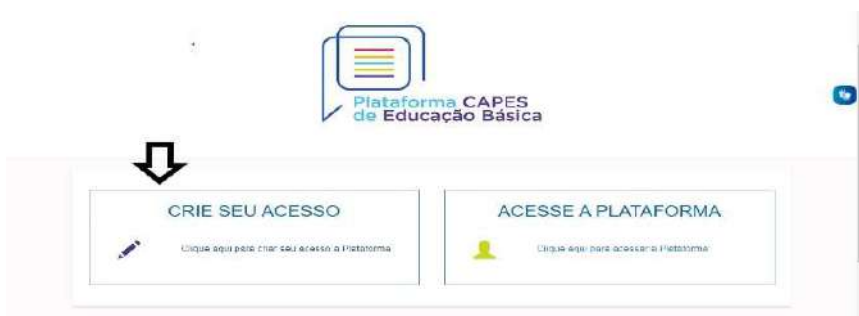 Plataforma CAPES
de Educação Básica
CRIE SEU ACESSO
Clique aqui para criar seu acesso a Plataforma
ACESSE A PLATAFORMA
Clique aqui para acessar a Plataforma